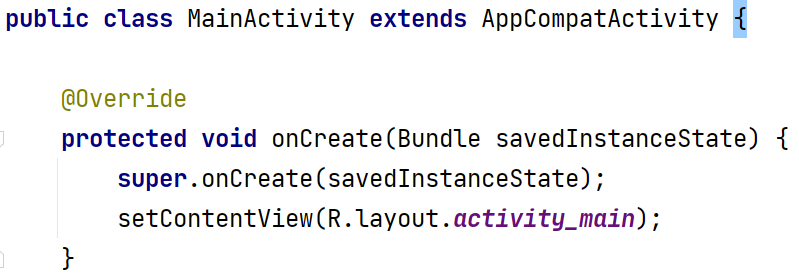 public class MainActivity extends AppCompatActivity {
@Override
protected void onCreate(Bundle savedInstanceState) {
super.onCreate(savedInstanceState);
setContentView(R.layout.activity_main);
}